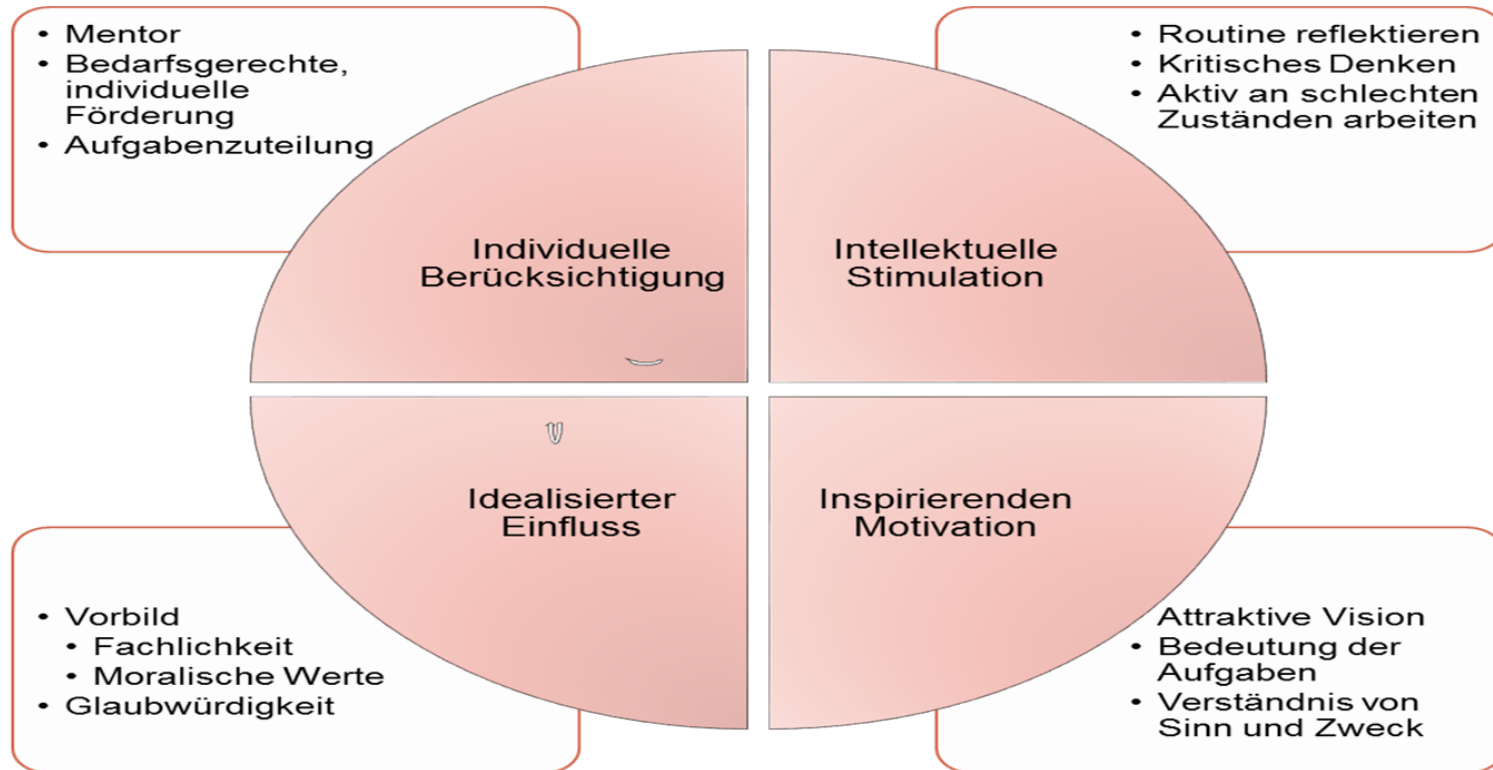 • Mentor
• Bedarfsgerechte,
individuelle
Förderung
• Aufgabenzuteilung
• Routine reflektieren
• Kritisches Denken
• Aktiv an schlechten
Zuständen arbeiten
Individuelle
Berücksichtigung
Intellektuelle
Stimulation
Idealisierter
Einfluss
Inspirierenden
Motivation
• Vorbild
• Fachlichkeit
• Moralische Werte
• Glaubwürdigkeit
Attraktive Vision
• Bedeutung der
Aufgaben
• Verständnis von
Sinn und Zweck